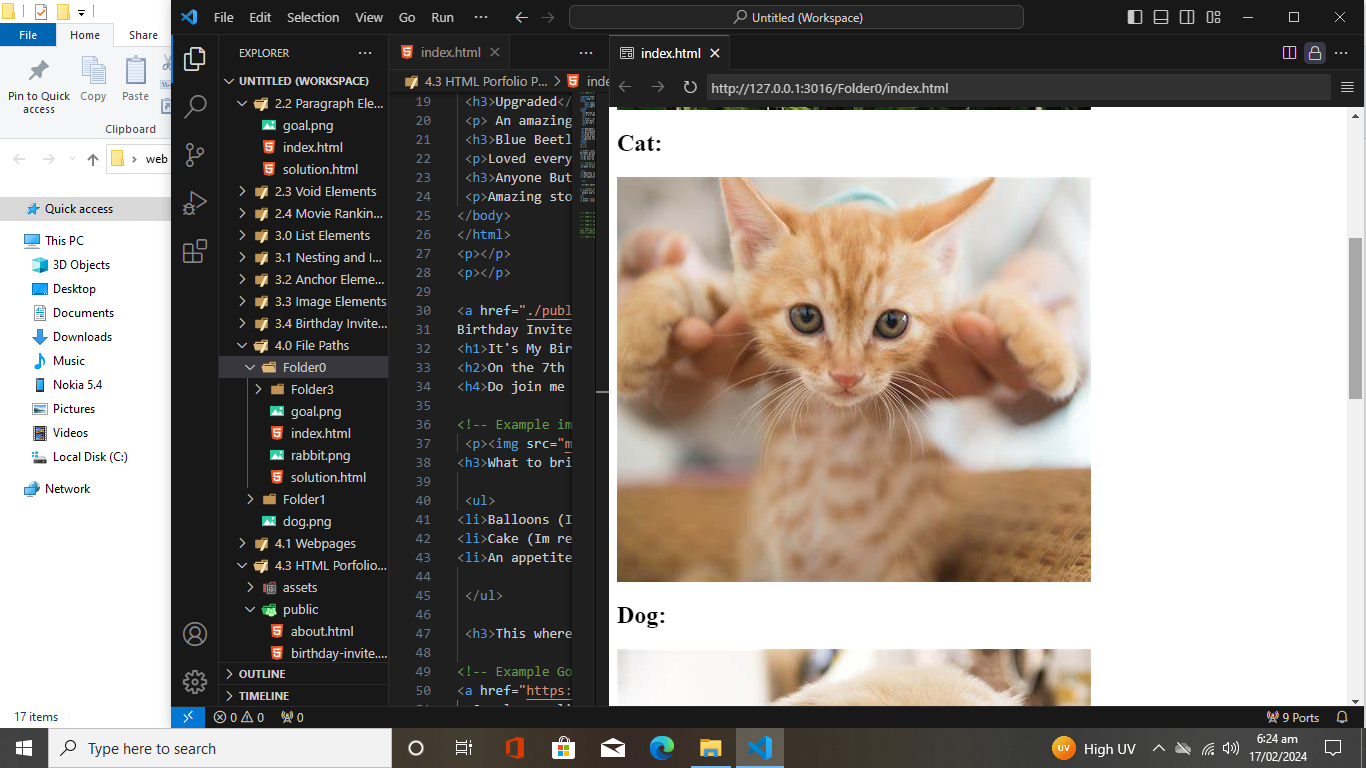 File
Home
Share
Pin to Quick access
Copy
Paste
Clipboard
web
Quick access
This PC
3D Objects
Desktop
Documents
Downloads
Music
Nokia 5.4
Pictures
Videos
Local Disk (C:)
Network
17 items
File Edit Selection View Go Run ··· Untitled (Workspace)
EXPLORER ···
UNTITLED (WORKSPACE)
2.2 Paragraph Ele...
goal.png
index.html
solution.html
2.3 Void Elements
2.4 Movie Rankin...
3.0 List Elements
3.1 Nesting and I...
3.2 Anchor Eleme...
3.3 Image Elements
3.4 Birthday Invite...
4.0 File Paths
Folder0
Folder3
goal.png
index.html
rabbit.png
solution.html
Folder1
dog.png
4.1 Webpages
4.3 HTML Porfolio...
assets
public
about.html
birthday-invite....
OUTLINE
TIMELINE
index.html
4.3 HTML Porfolio P... > inde
19 <h3>Upgraded</
20 <p> An amazing
21 <h3>Blue Beetl
22 <p>Loved every
23 <h3>Anyone But
24 <p>Amazing sto
25 </body>
26 </html>
27 <p></p>
28 <p></p>
29
30 <a href="./publ
31 Birthday Invite
32 <h1>It's My Bir
33 <h2>On the 7th
34 <h4>Do join me
35
36 <!-- Example im
37 <p><img src="m
38 <h3>What to bri
39
40 <ul>
41 <li>Balloons (I
42 <li>Cake (Im re
43 <li>An appetite
44
45 </ul>
46
47 <h3>This where
48
49 <!-- Example Go
50 <a href="https:
index.html
http://127.0.0.1:3016/Folder0/index.html
Cat:
Dog:
0 0 0 9 Ports
Type here to search
UV High UV
6:24 am
17/02/2024